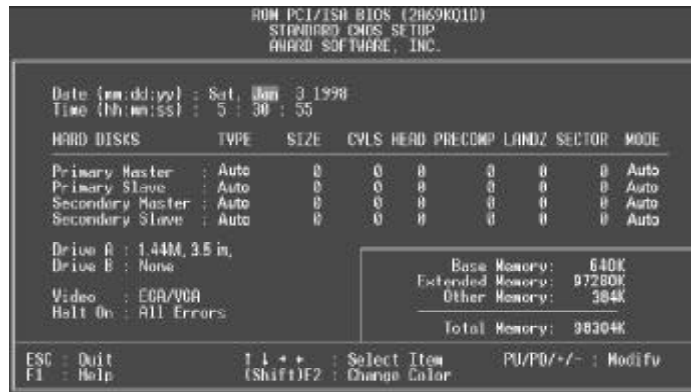 ROM PCI/ISA BIOS (2A69KQ1D)
STANDARD CMOS SETUP
AWARD SOFTWARE, INC.
Date (mm:dd:yy) : Sat, Jan 3 1998
Time (hh:mm:ss) : 5 : 30 : 55
HARD DISKS TYPE SIZE CYLS HEAD PRECOMP LANDZ SECTOR MODE
Primary Master : Auto 0 0 0 0 0 0 Auto
Primary Slave : Auto 0 0 0 0 0 0 Auto
Secondary Master : Auto 0 0 0 0 0 0 Auto
Secondary Slave : Auto 0 0 0 0 0 0 Auto
Drive A : 1.44M, 3.5 in,
Drive B : None
Video : EGA/VGA
Halt On : All Errors
Base Memory: 640K
Extended Memory: 97280K
Other Memory: 384K
Total Memory: 98304K
ESC : Quit ↑ ↓ → ← : Select Item PU/PD/+/- : Modify
F1 : Help (Shift)F2 : Change Color